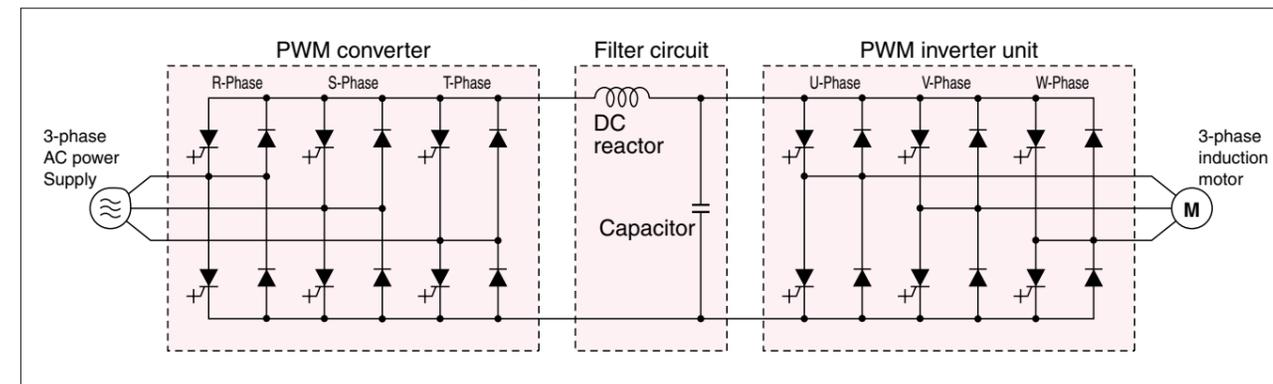 PWM converter
Filter circuit
PWM inverter unit
R-Phase
S-Phase
T-Phase
U-Phase
V-Phase
W-Phase
3-phase
AC power
Supply
DC
reactor
Capacitor
3-phase
induction
motor
M